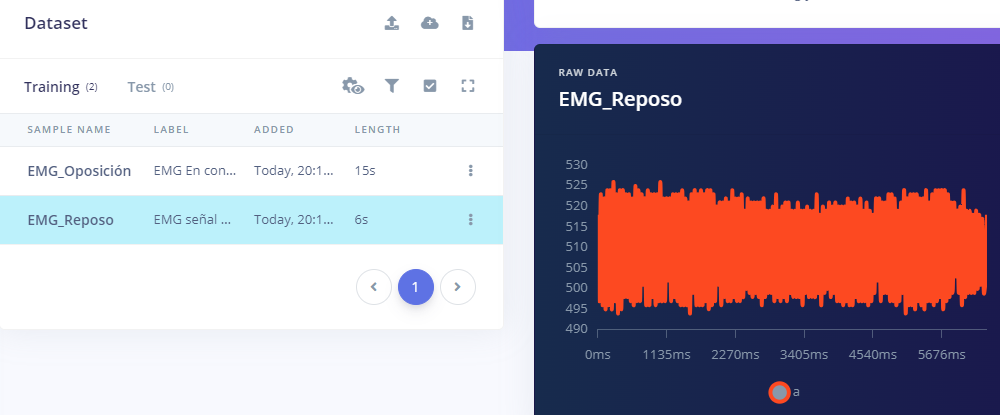 Dataset
Training (2) Test (0)
SAMPLE NAME LABEL ADDED LENGTH
EMG_Oposición EMG En con... Today, 20:1... 15s
EMG_Reposo EMG señal ... Today, 20:1... 6s
1
RAW DATA
EMG_Reposo
530
525
520
515
510
505
500
495
490
0ms 1135ms 2270ms 3405ms 4540ms 5676ms
a